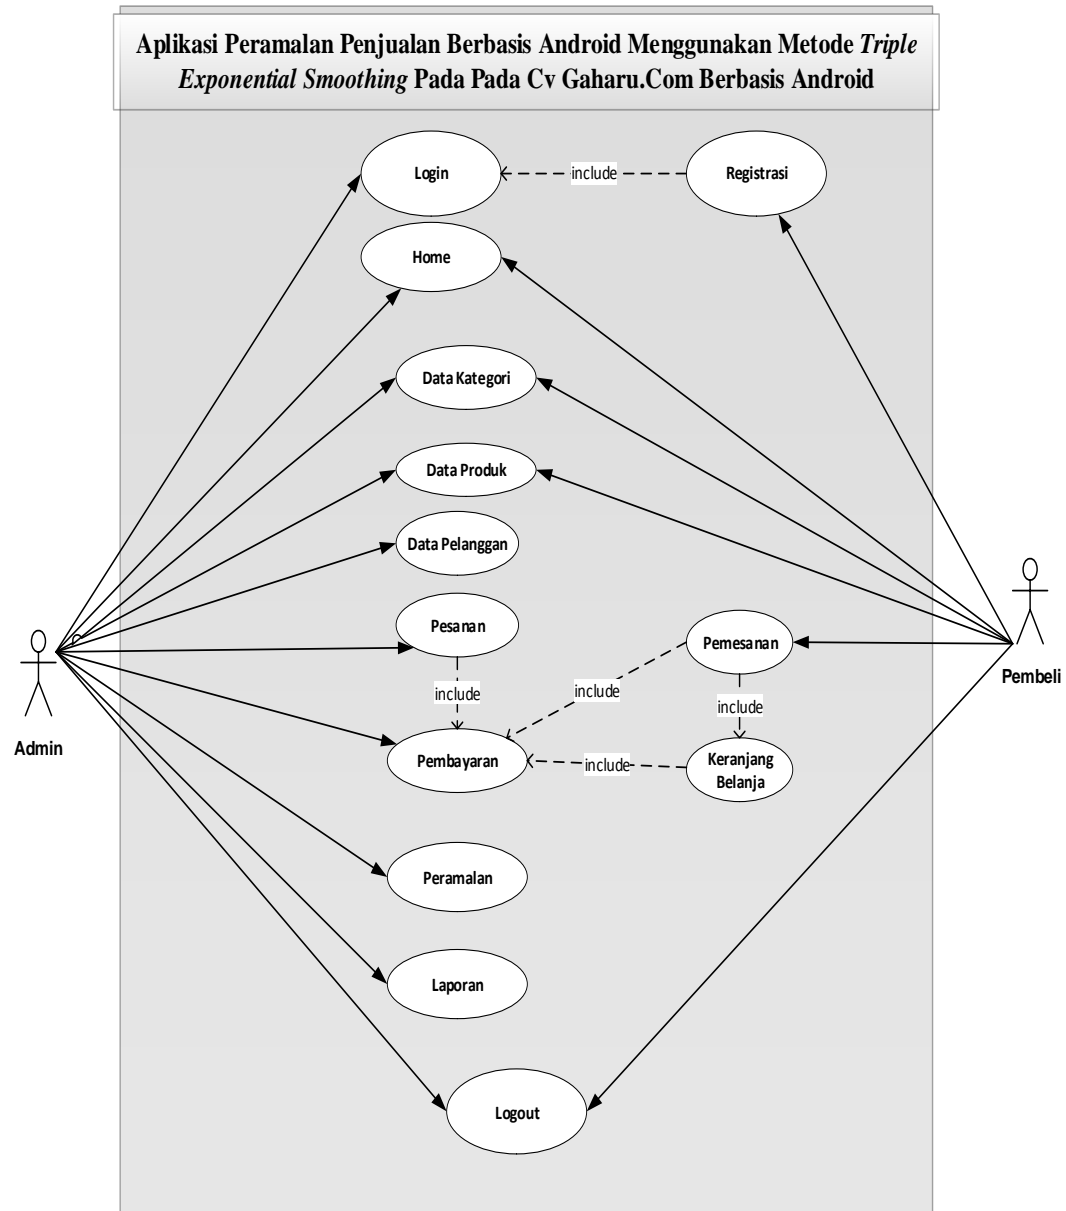 Aplikasi Peramalan Penjualan Berbasis Android Menggunakan Metode Triple
Exponential Smoothing Pada Pada Cv Gaharu.Com Berbasis Android
Login
include
Registrasi
Home
Data Kategori
Data Produk
Data Pelanggan
Pesanan
Pemesanan
include
include
include
Pembayaran
include
Keranjang
Belanja
Admin
Pembeli
Peramalan
Laporan
Logout